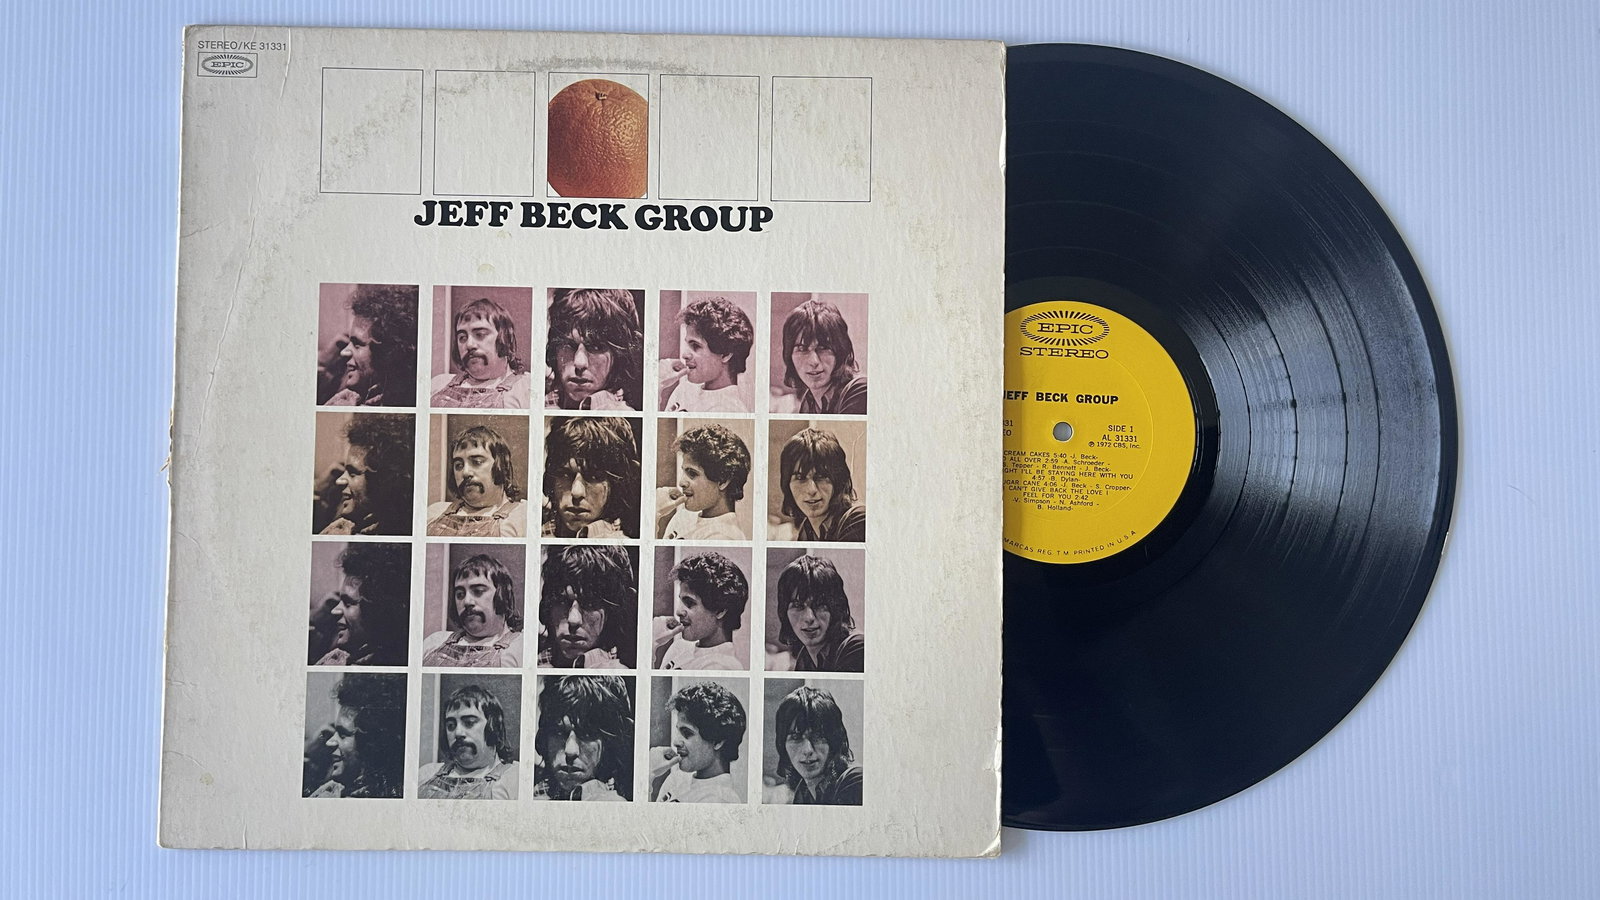 STEREO/KE 31331
EPIC
JEFF BECK GROUP
EPIC
STEREO
JEFF BECK GROUP
SIDE 1
AL 31331
℗ 1972 CBS, Inc.
CREAM CAKES 5:40 -J. Beck-
ALL OVER 2:59 -A. Schroeder -
S. Tepper - R. Bennett - J. Beck-
I'LL BE STAYING HERE WITH YOU
4:57 -B. Dylan-
CANE 4:06 -J. Beck - S. Cropper-
CAN'T GIVE BACK THE LOVE I
FEEL FOR YOU 2:42
-V. Simpson - N. Ashford -
B. Holland-
MARCAS REG. T.M. PRINTED IN U.S.A.